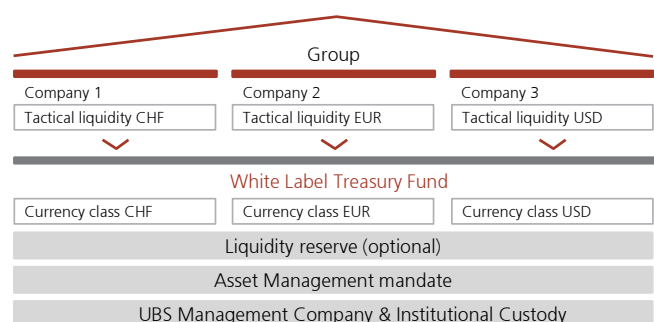 Group
Company 1 Company 2 Company 3
Tactical liquidity CHF Tactical liquidity EUR Tactical liquidity USD
White Label Treasury Fund
Currency class CHF Currency class EUR Currency class USD
Liquidity reserve (optional)
Asset Management mandate
UBS Management Company & Institutional Custody